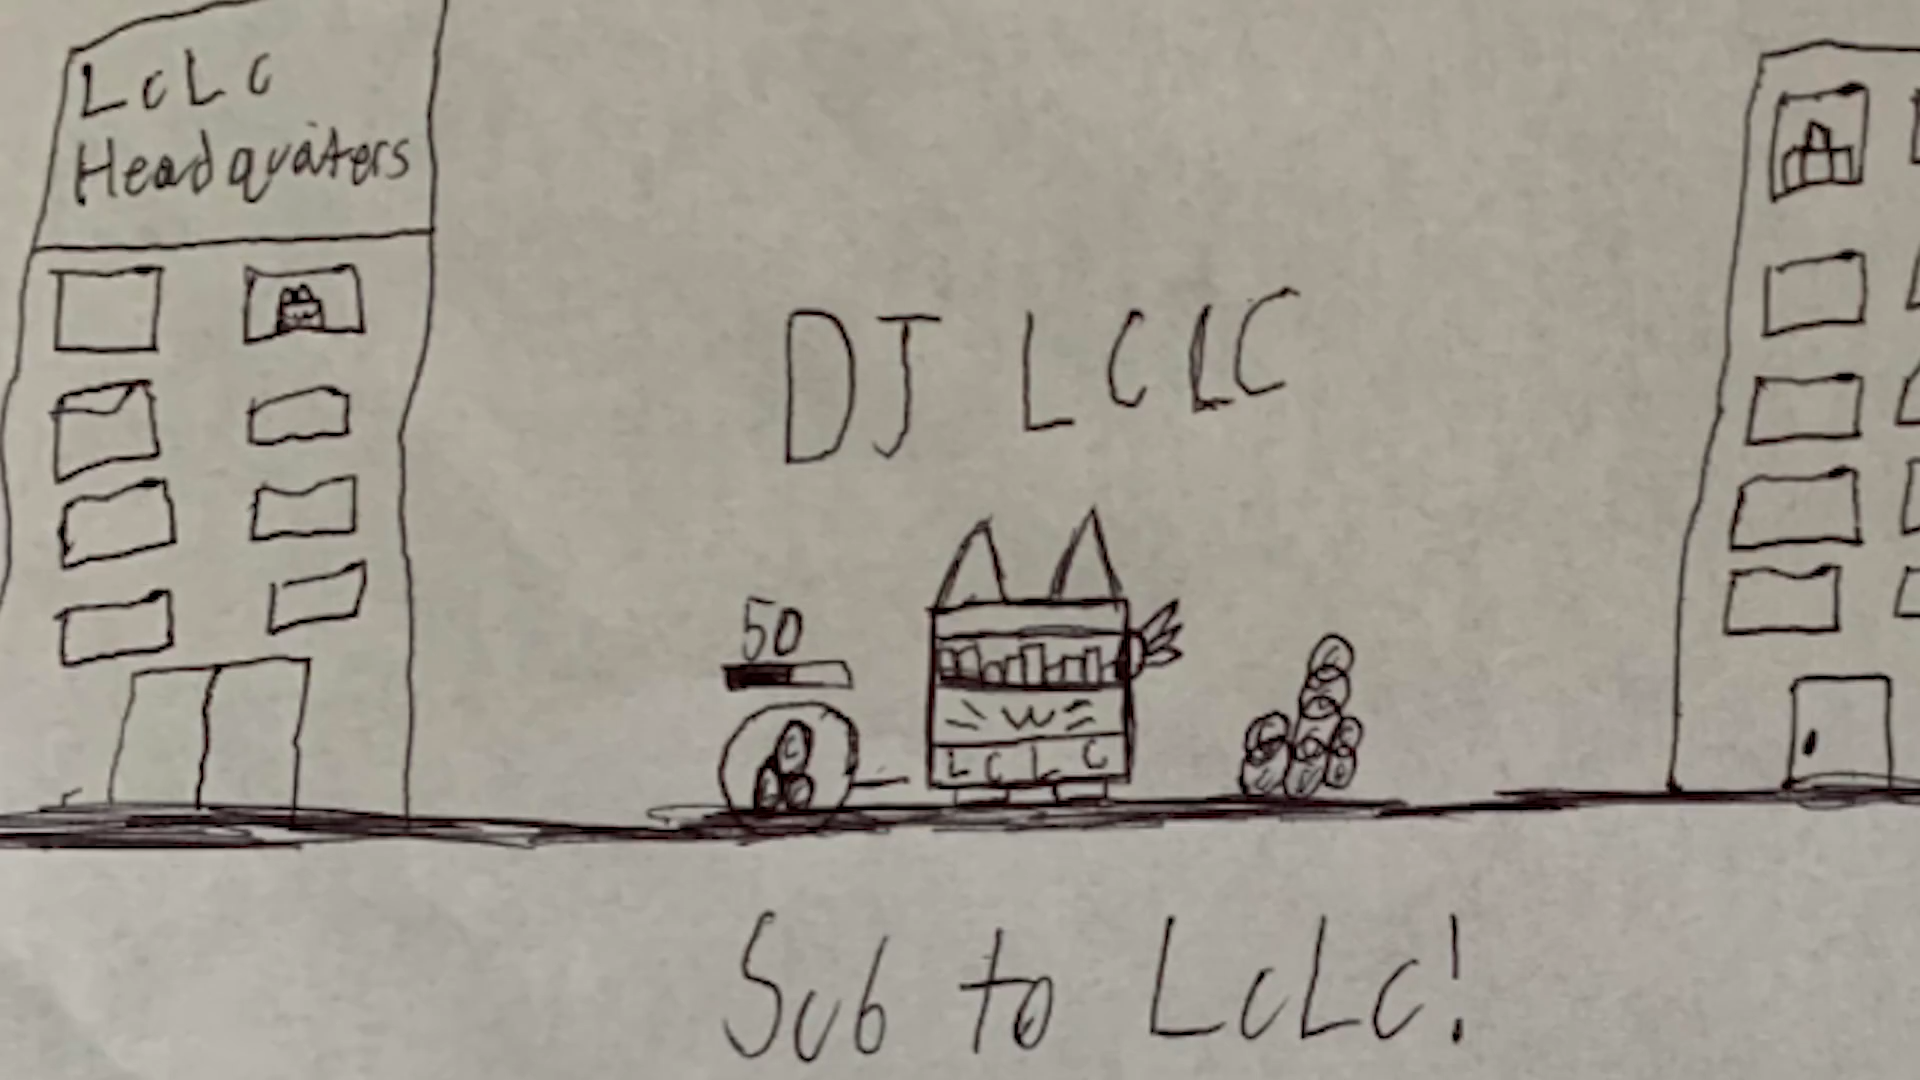 LcLc
Headquaters
DJ LCLC
50
W
LCLC
Sub to LcLc!